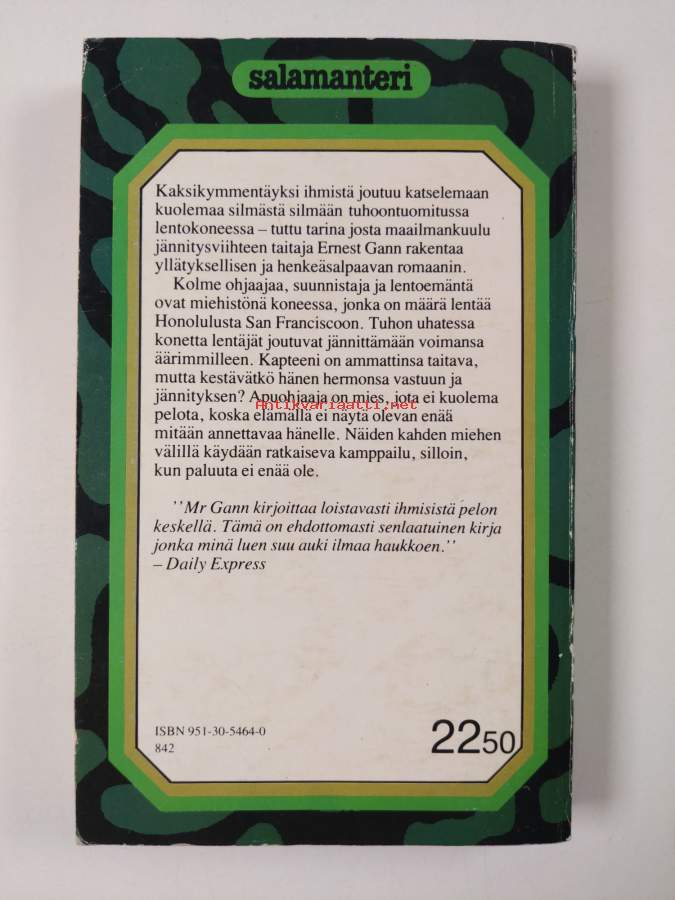 salamanteri
Kaksikymmentäyksi ihmistä joutuu katselemaan
kuolemaa silmästä silmään tuhoontuomitussa
lentokoneessa – tuttu tarina josta maailmankuulu
jännitysviihteen taitaja Ernest Gann rakentaa
yllätyksellisen ja henkeäsalpaavan romaanin.
Kolme ohjaajaa, suunnistaja ja lentoemäntä
ovat miehistönä koneessa, jonka on määrä lentää
Honolulusta San Franciscoon. Tuhon uhatessa
konetta lentäjät joutuvat jännittämään voimansa
äärimmilleen. Kapteeni on ammattinsa taitava,
mutta kestävätkö hänen hermonsa vastuun ja
jännityksen? Apuohjaaja on mies, jota ei kuolema
Antikvariaatti.net
pelota, koska elämällä ei näytä olevan enää
mitään annettavaa hänelle. Näiden kahden miehen
välillä käydään ratkaiseva kamppailu, silloin,
kun paluuta ei enää ole.
''Mr Gann kirjoittaa loistavasti ihmisistä pelon
keskellä. Tämä on ehdottomasti senlaatuinen kirja
jonka minä luen suu auki ilmaa haukkoen.''
– Daily Express
ISBN 951-30-5464-0
842
2250